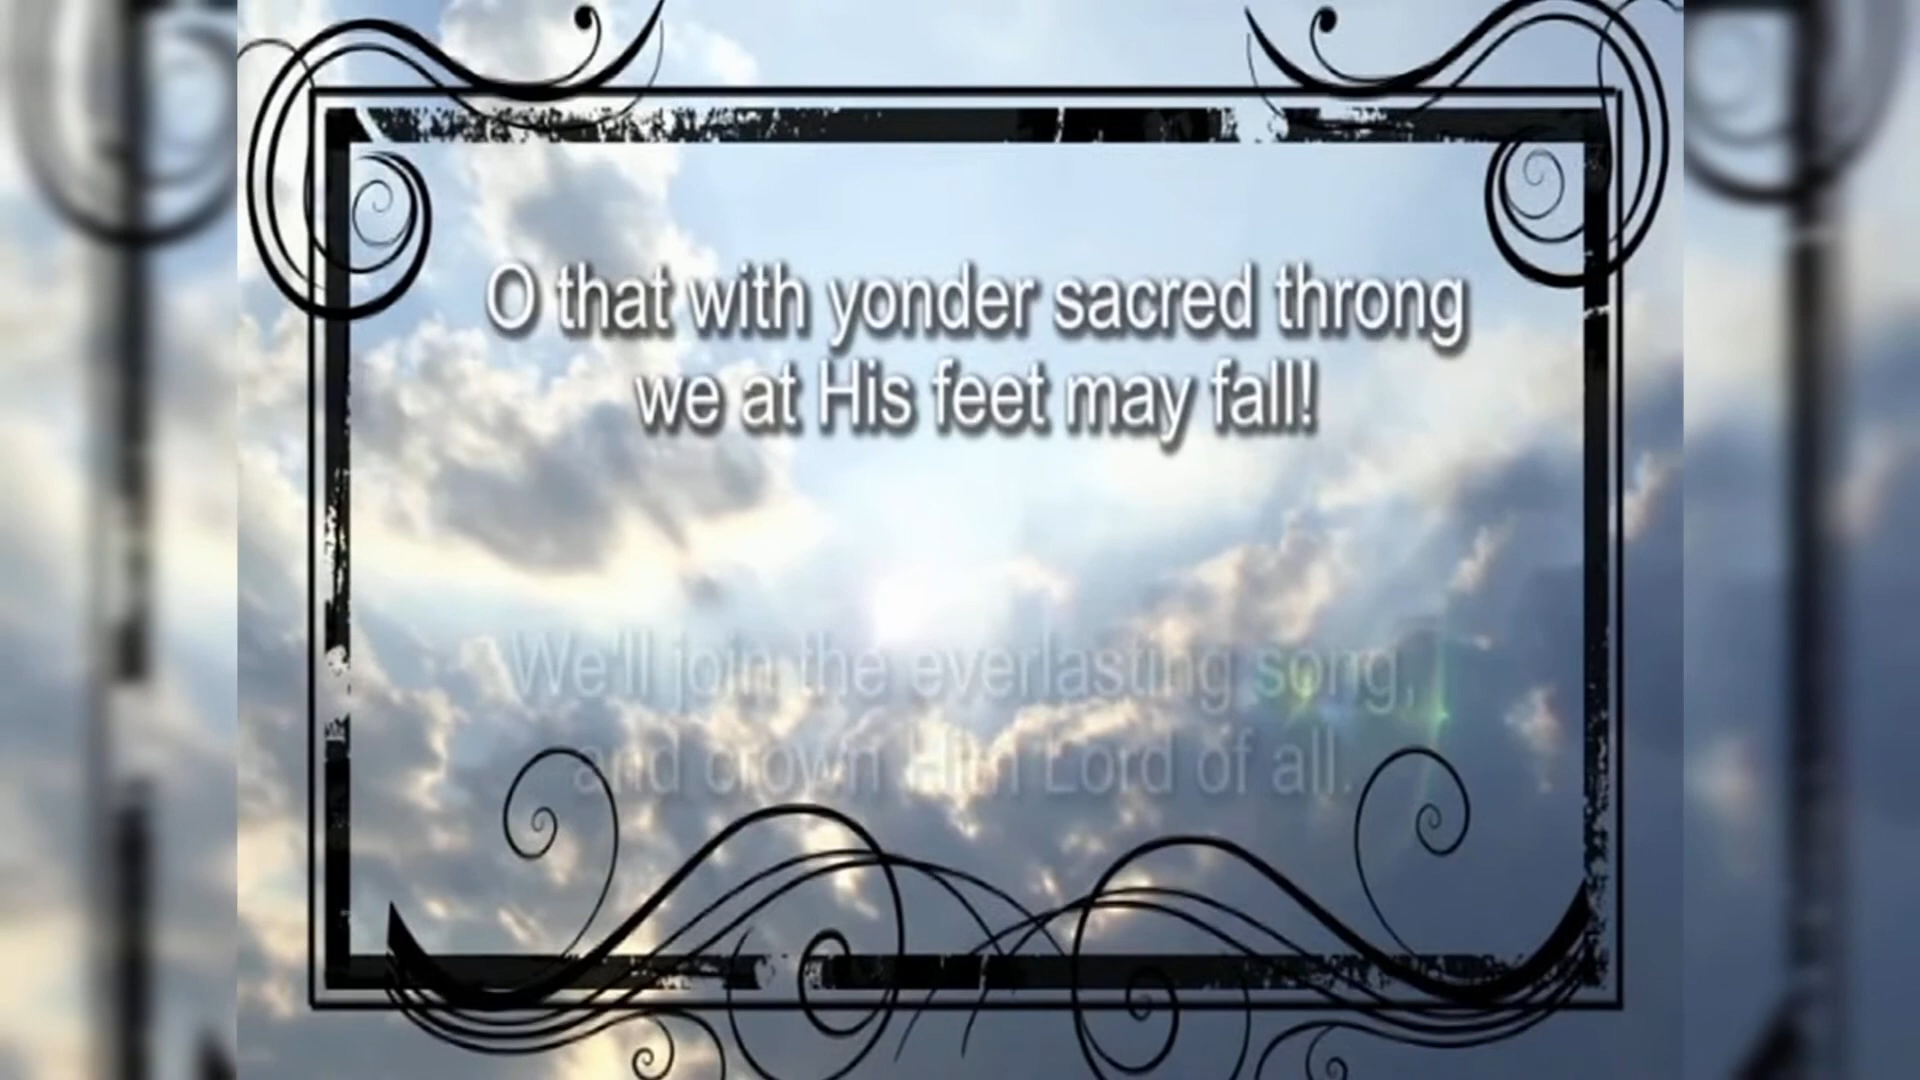 O that with yonder sacred throng
we at His feet may fall!
We'll join the everlasting song,
and crown Him Lord of all.